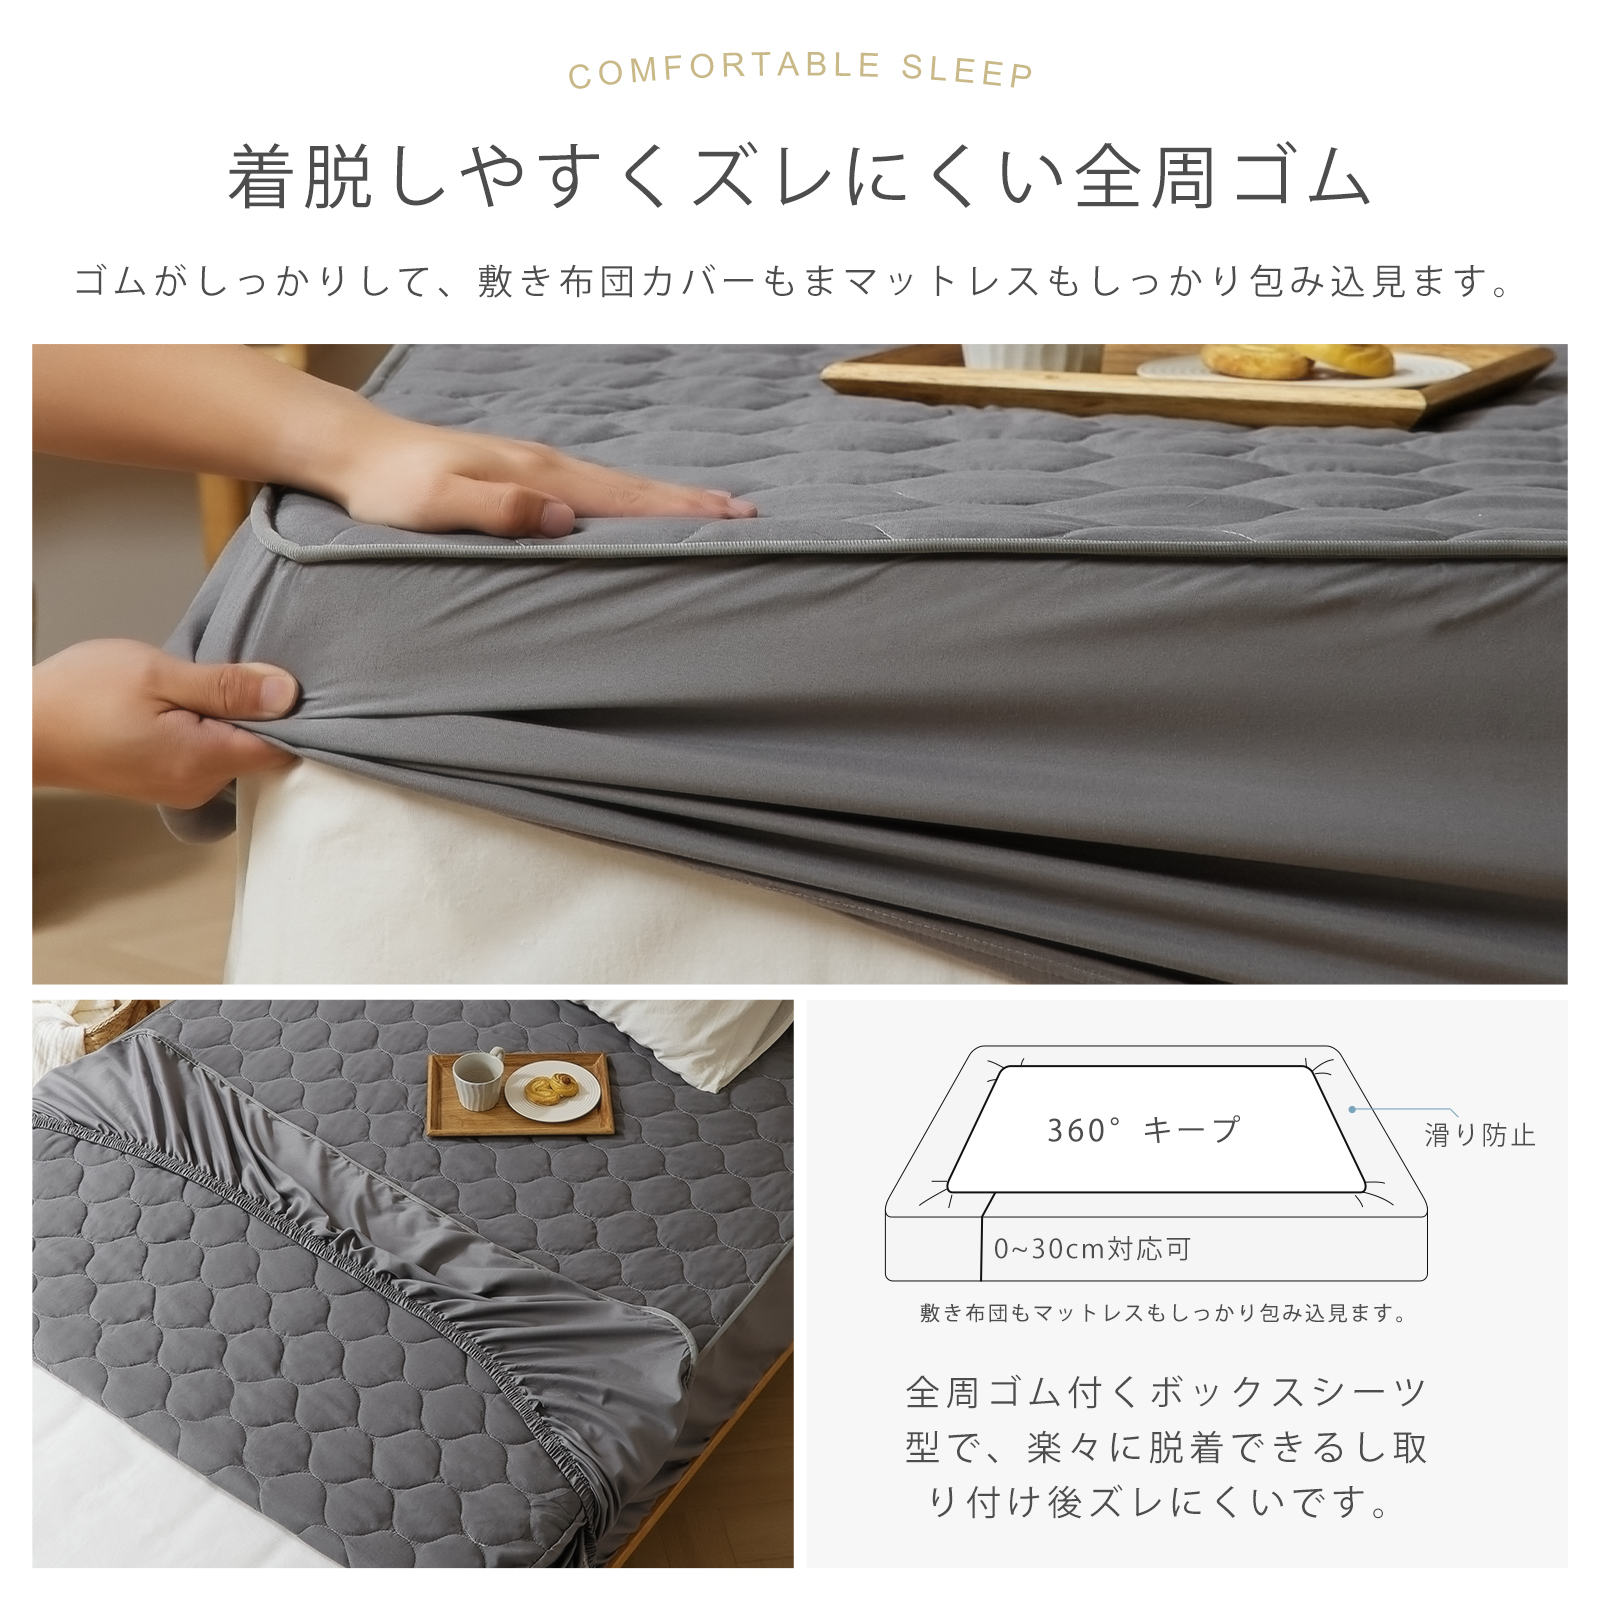 COMFORTABLE SLEEP
着脱しやすくズレにくい全周ゴム
ゴムがしっかりして、敷き布団カバーもまマットレスもしっかり包み込見ます。
360°キープ
滑り防止
0~30cm対応可
敷き布団もマットレスもしっかり包み込見ます。
全周ゴム付くボックスシーツ
型で、楽々に脱着できるし取
り付け後ズレにくいです。